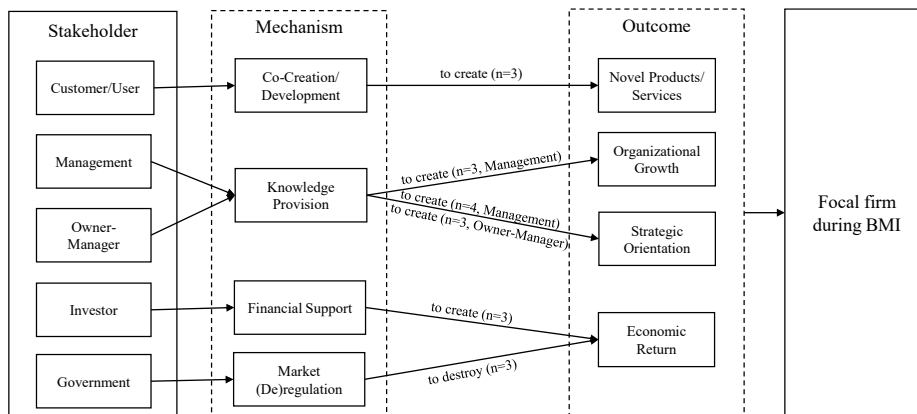 Stakeholder
Mechanism
Outcome
Customer/User
Co-Creation/
Development
to create (n=3)
Novel Products/
Services
Management
Owner-
Manager
Knowledge
Provision
to create (n=3, Management)
to create (n=4, Management)
to create (n=3, Owner-Manager)
Organizational
Growth
Strategic
Orientation
Investor
Financial Support
to create (n=3)
Economic
Return
Government
Market
(De)regulation
to destroy (n=3)
Focal firm
during BMI